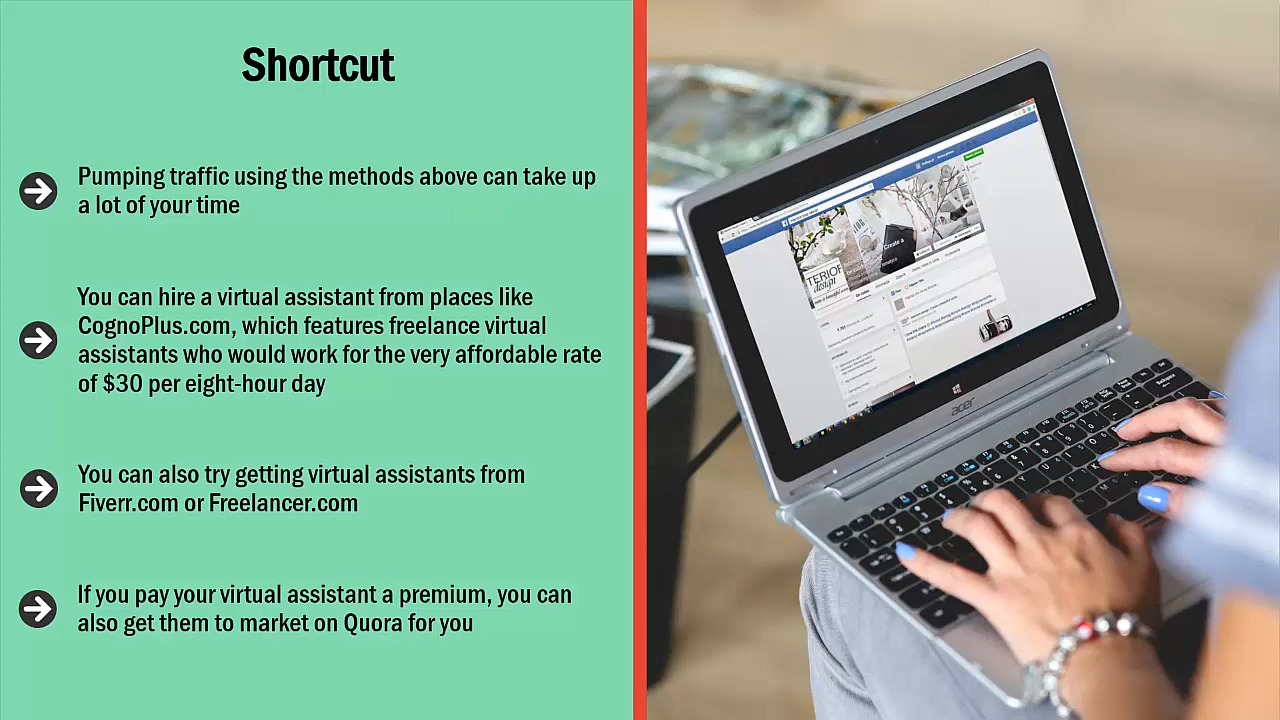 Shortcut
Pumping traffic using the methods above can take up
a lot of your time
You can hire a virtual assistant from places like
CognoPlus.com, which features freelance virtual
assistants who would work for the very affordable rate
of $30 per eight-hour day
You can also try getting virtual assistants from
Fiverr.com or Freelancer.com
If you pay your virtual assistant a premium, you can
also get them to market on Quora for you
Create a
TERIOR
design
acer